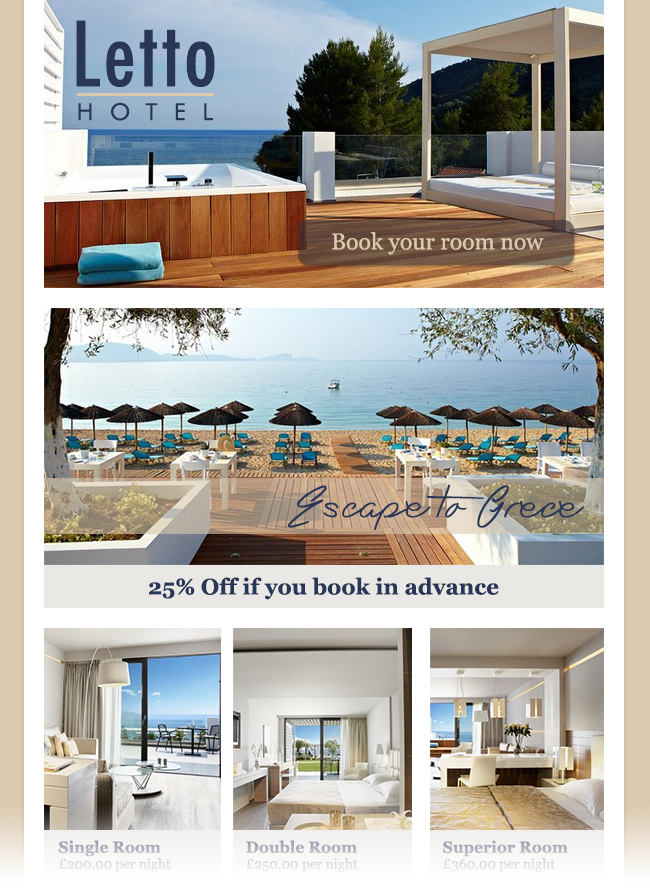 Letto
HOTEL
Book your room now
Escape to Grece
25% Off if you book in advance
Single Room
£200,00 per night
Double Room
£250,00 per night
Superior Room
£360,00 per night